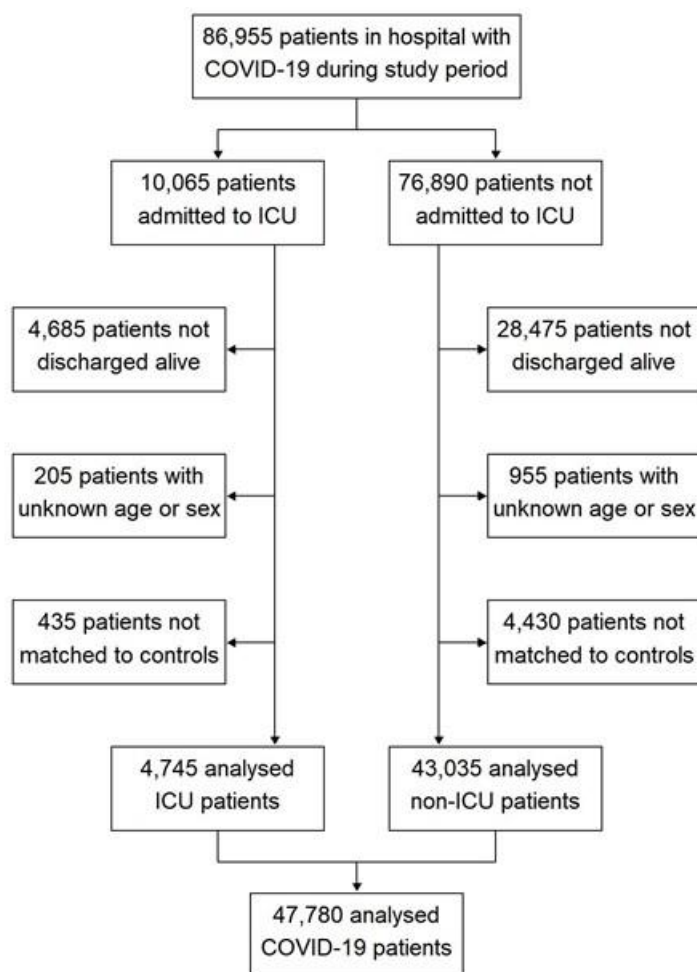 86,955 patients in hospital with
COVID-19 during study period
10,065 patients
admitted to ICU
76,890 patients not
admitted to ICU
4,685 patients not
discharged alive
28,475 patients not
discharged alive
205 patients with
unknown age or sex
955 patients with
unknown age or sex
435 patients not
matched to controls
4,430 patients not
matched to controls
4,745 analysed
ICU patients
43,035 analysed
non-ICU patients
47,780 analysed
COVID-19 patients